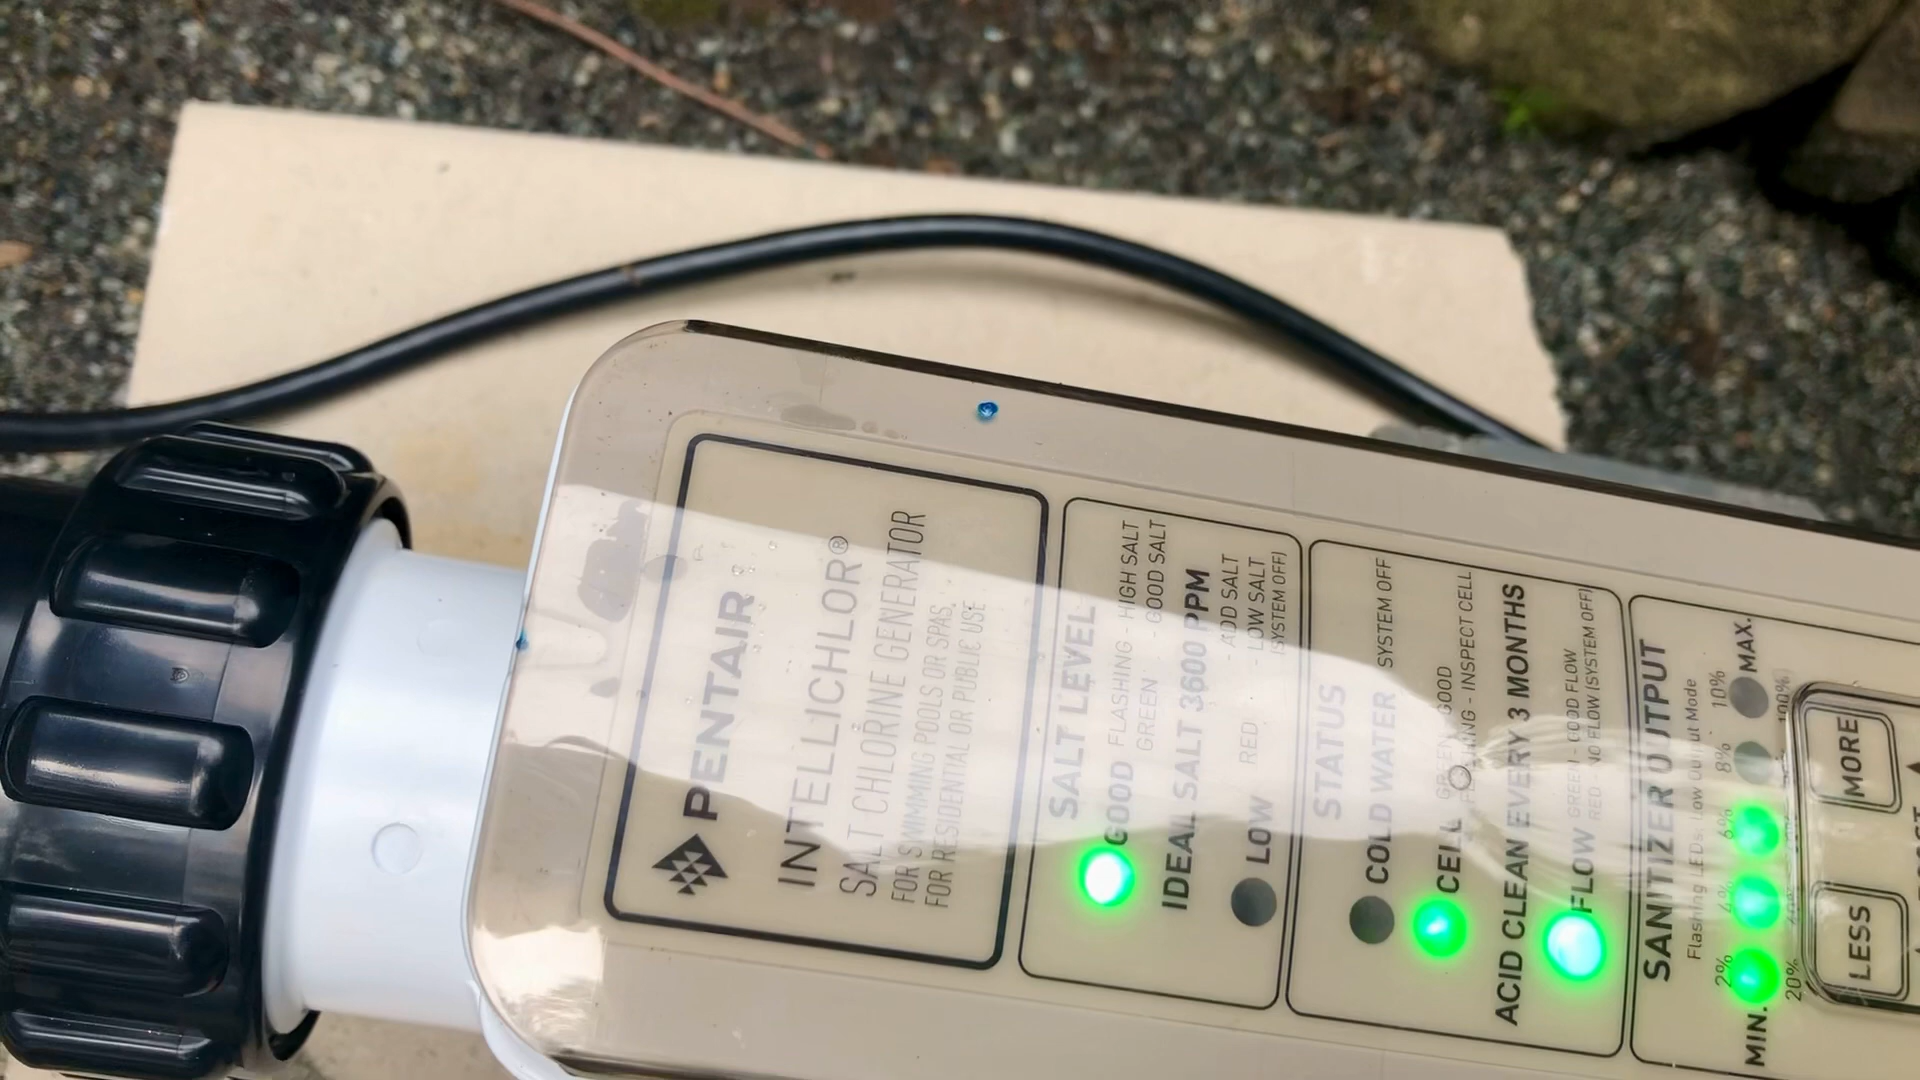 PENTAIR
INTELLICHLOR®
SALT CHLORINE GENERATOR
FOR SWIMMING POOLS OR SPAS,
FOR RESIDENTIAL OR PUBLIC USE
SALT LEVEL
GOOD FLASHING - HIGH SALT
GREEN - GOOD SALT
IDEAL SALT 3600 PPM
- ADD SALT
LOW RED - LOW SALT
(SYSTEM OFF)
STATUS
COLD WATER SYSTEM OFF
CELL GREEN GOOD
- INSPECT CELL
ACID CLEAN EVERY 3 MONTHS
FLOW GREEN - GOOD FLOW
RED - NO FLOW (SYSTEM OFF)
SANITIZER OUTPUT
Flashing LEDs: Low Output Mode
2% 4% 6% 8% 10%
MIN. MAX.
20%
LESS MORE